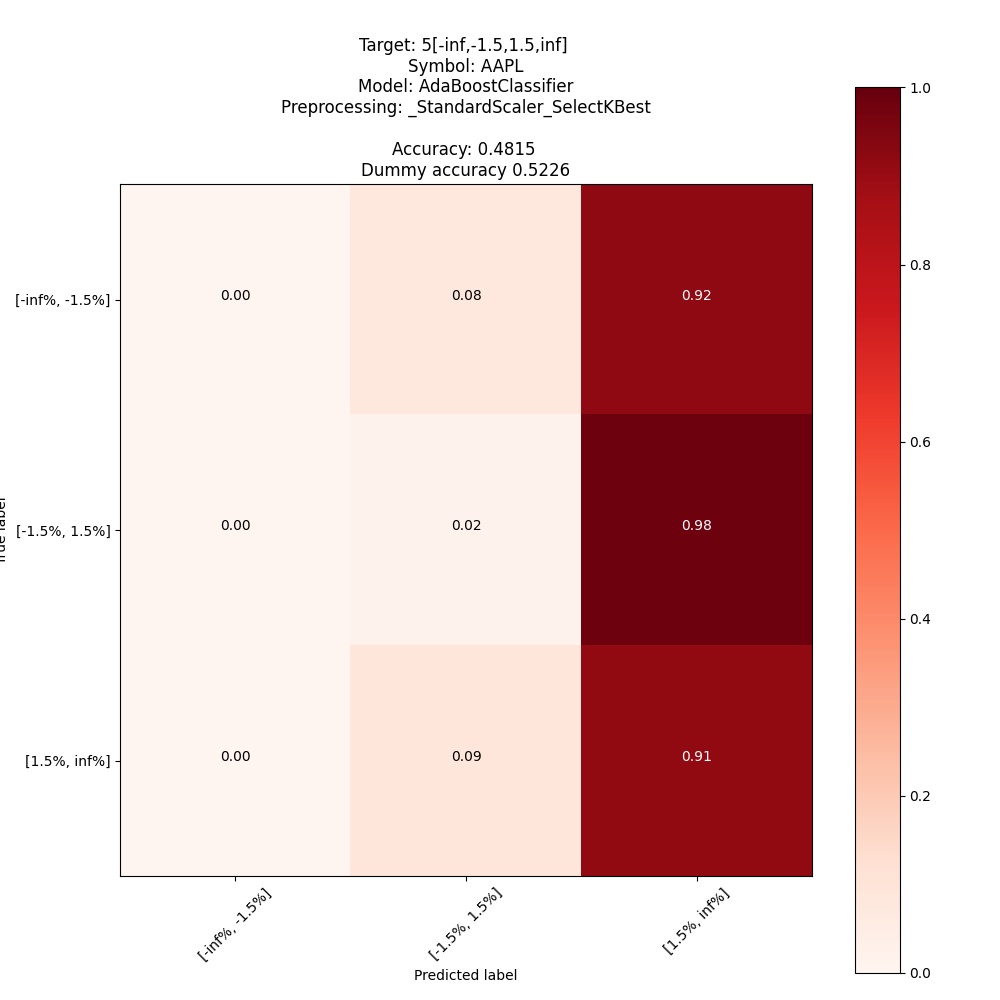 Target: 5[-inf,-1.5,1.5,inf]
Symbol: AAPL
Model: AdaBoostClassifier
Preprocessing: _StandardScaler_SelectKBest
Accuracy: 0.4815
Dummy accuracy 0.5226
1.0
0.8
0.6
0.4
0.2
0.0
[-inf%, -1.5%] 0.00 0.08 0.92
[-1.5%, 1.5%] 0.00 0.02 0.98
[1.5%, inf%] 0.00 0.09 0.91
[-inf%, -1.5%] [-1.5%, 1.5%] [1.5%, inf%]
Predicted label
label